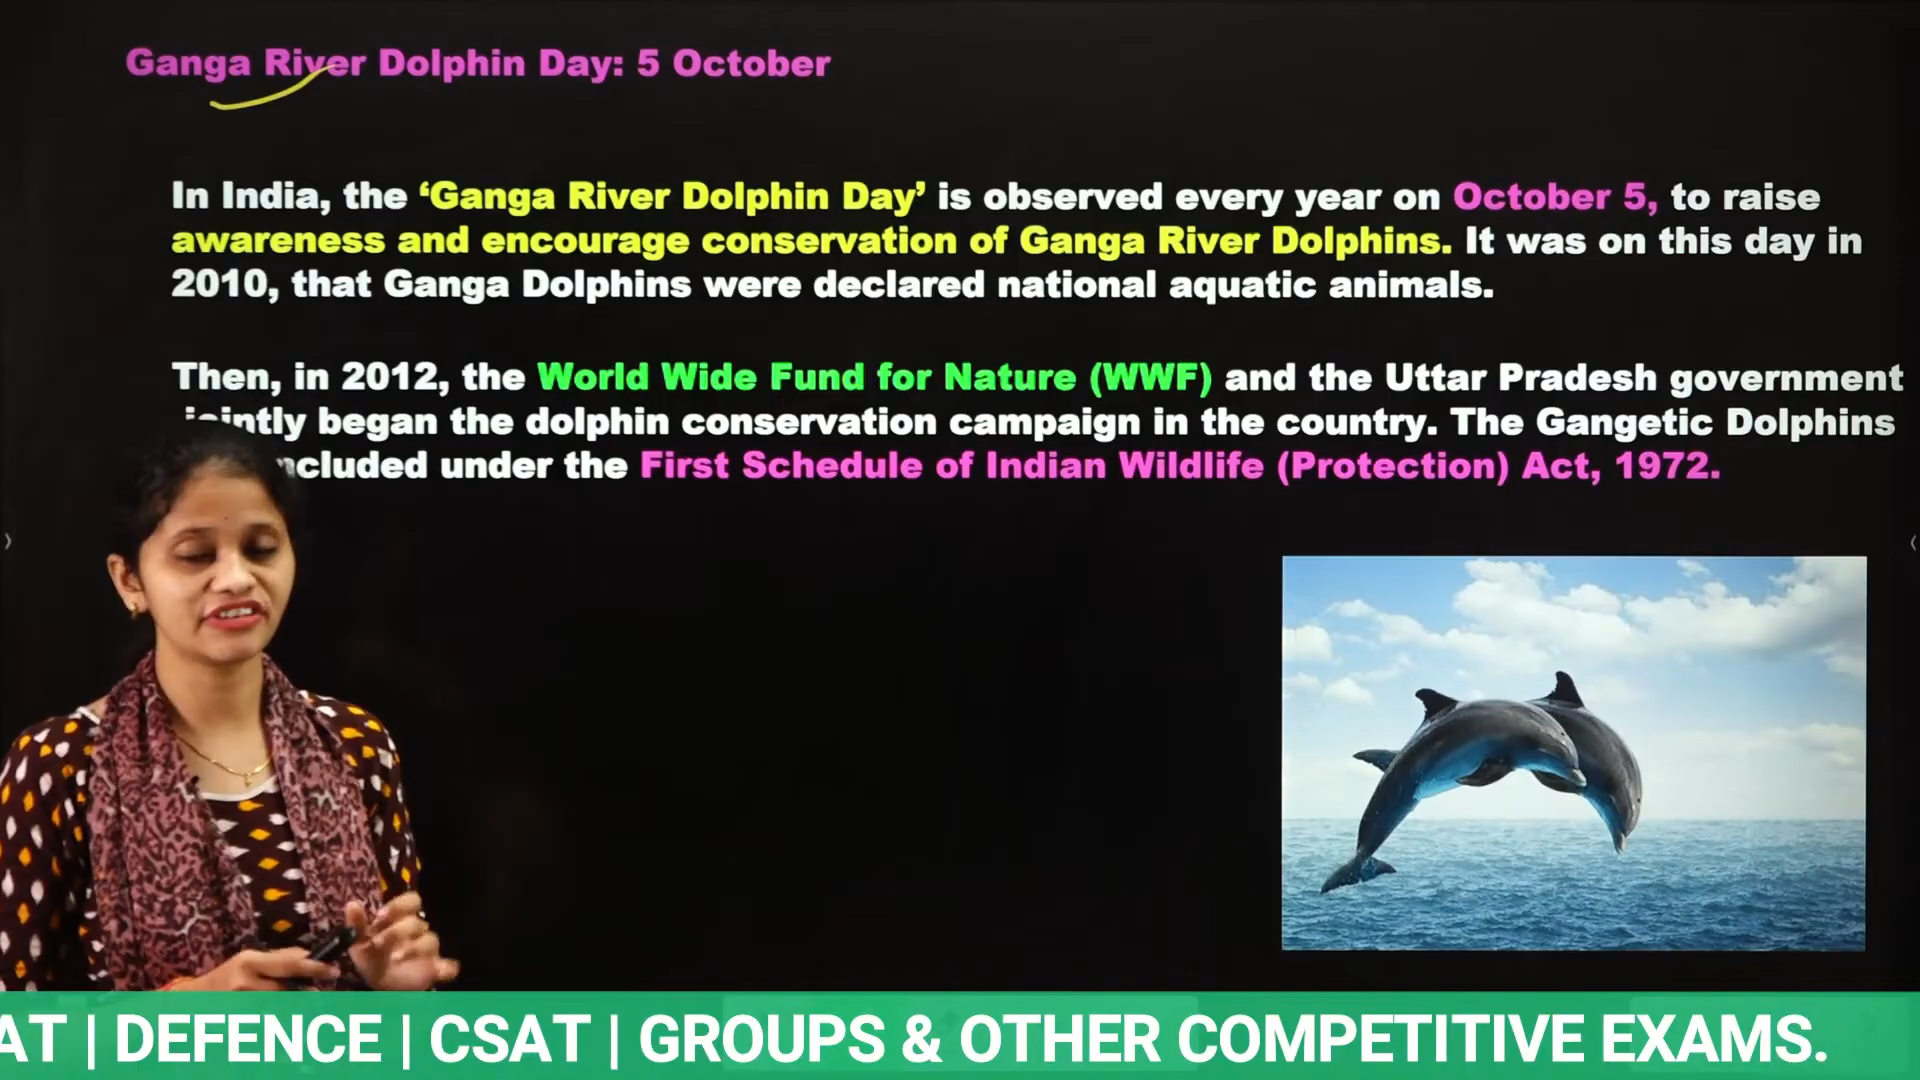 Ganga River Dolphin Day: 5 October
In India, the ‘Ganga River Dolphin Day’ is observed every year on October 5, to raise
awareness and encourage conservation of Ganga River Dolphins. It was on this day in
2010, that Ganga Dolphins were declared national aquatic animals.
Then, in 2012, the World Wide Fund for Nature (WWF) and the Uttar Pradesh government
jointly began the dolphin conservation campaign in the country. The Gangetic Dolphins
included under the First Schedule of Indian Wildlife (Protection) Act, 1972.
| DEFENCE | CSAT | GROUPS & OTHER COMPETITIVE EXAMS.